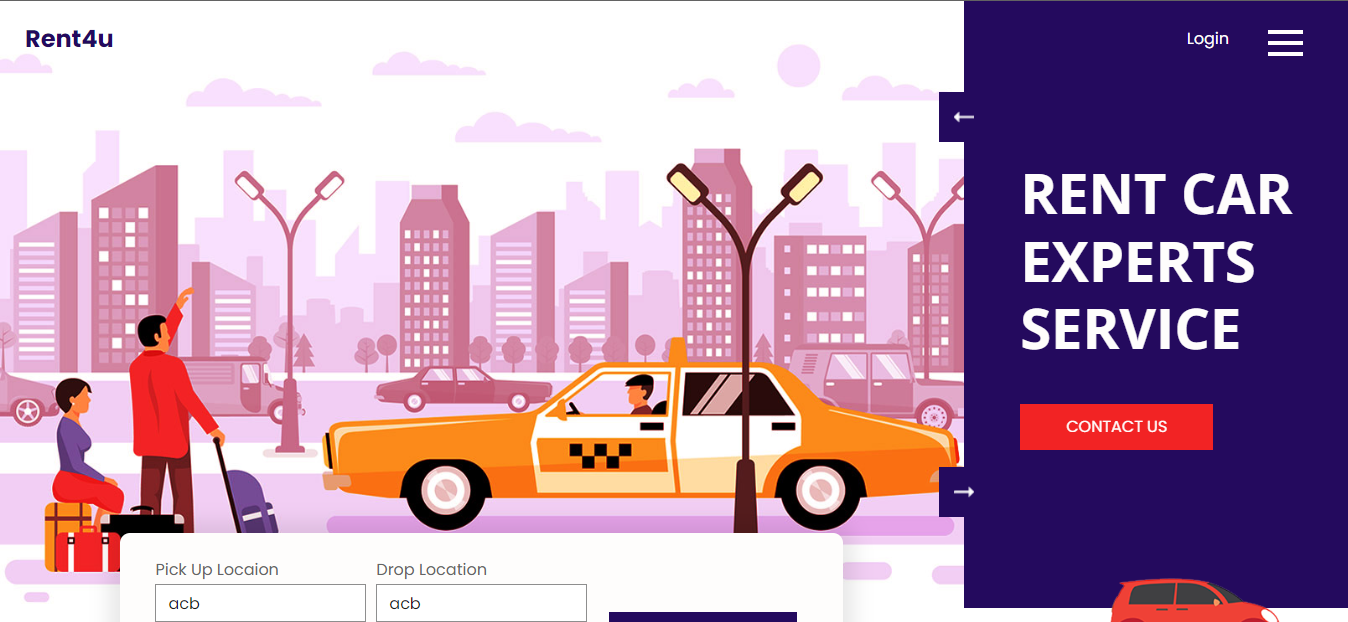 Rent4u
Login
RENT CAR
EXPERTS
SERVICE
CONTACT US
Pick Up Locaion
Drop Location
acb
acb